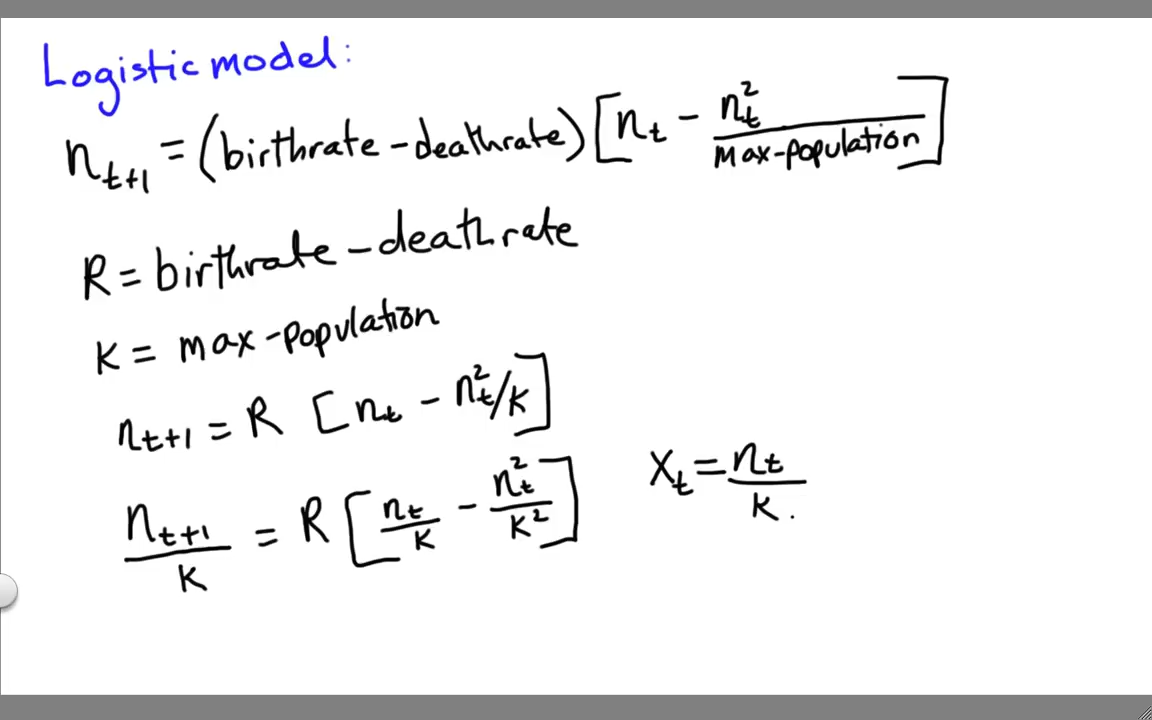 Logistic model:
n_{t+1} = (birthrate - deathrate) [n_t - n_t^2 / max-population]
R = birthrate - deathrate
K = max-population
n_{t+1} = R [n_t - n_t^2/K]
n_{t+1}/K = R [n_t/K - n_t^2/K^2]
x_t = n_t/K.